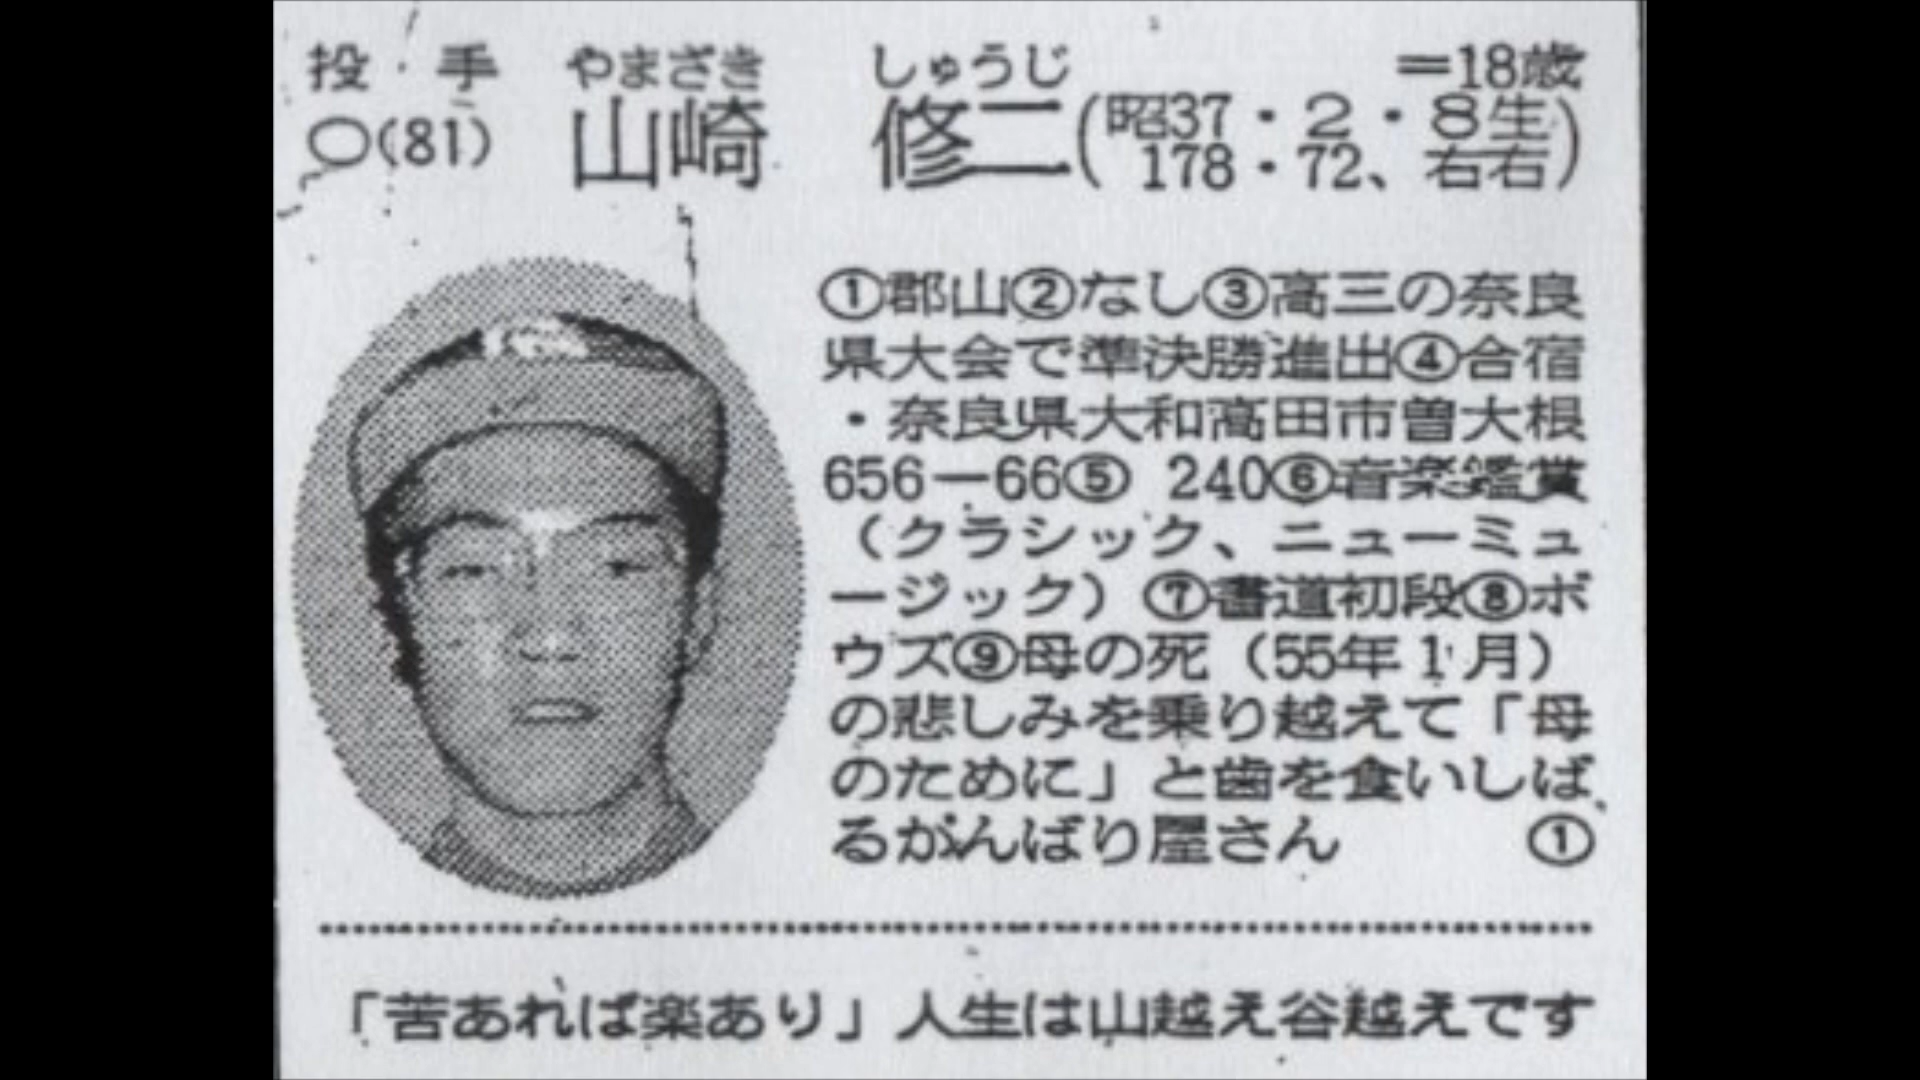 投手 やまざき しゅうじ =18歳
○(81) 山崎 修二 (昭37・2・8生
178・72、右右)
①郡山②なし③高三の奈良
県大会で準決勝進出④合宿
・奈良県大和高田市曽大根
656―66⑤ 240⑥音楽鑑賞
(クラシック、ニューミュ
ージック)⑦書道初段⑧ボ
ウズ⑨母の死(55年1月)
の悲しみを乗り越えて「母
のために」と歯を食いしば
るがんばり屋さん ①
「苦あれば楽あり」人生は山越え谷越えです